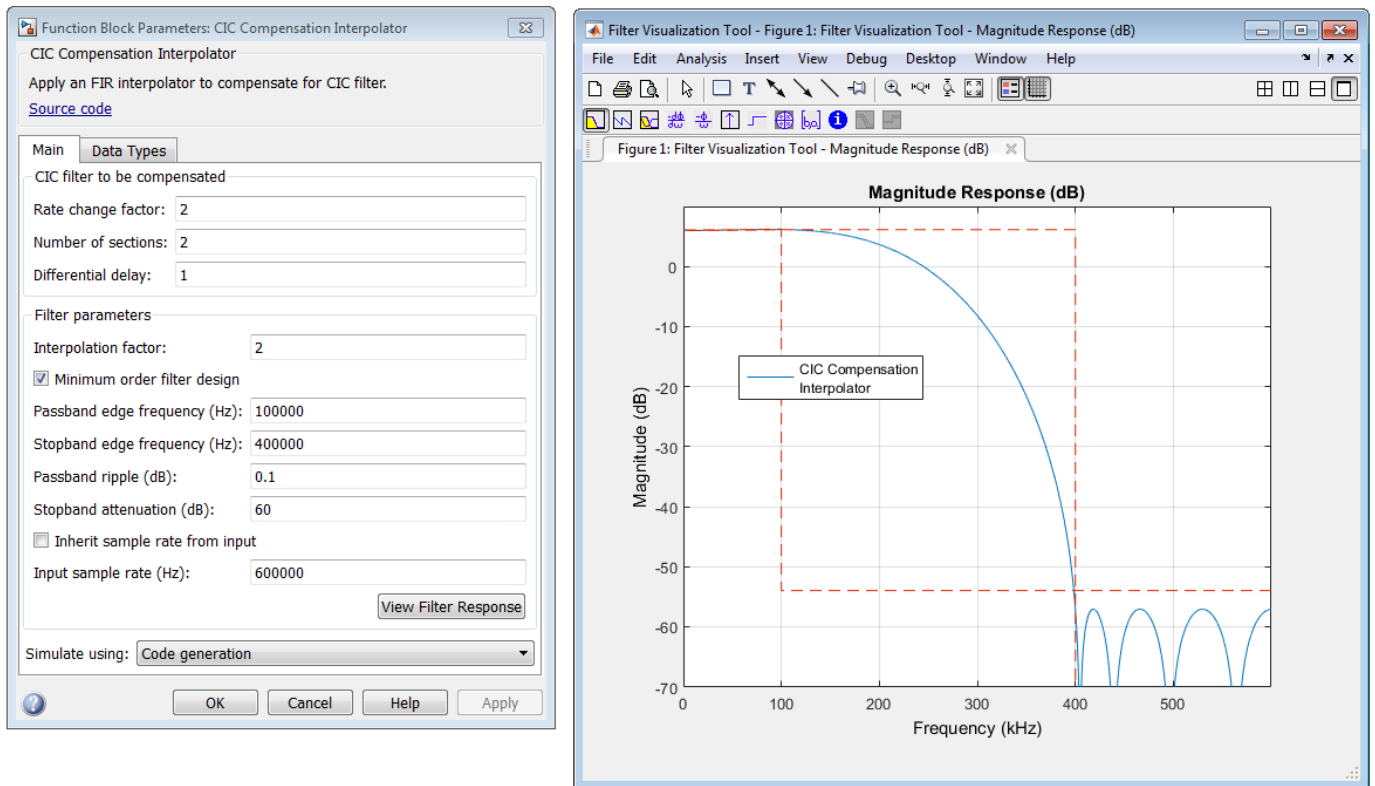 Function Block Parameters: CIC Compensation Interpolator
CIC Compensation Interpolator
Apply an FIR interpolator to compensate for CIC filter.
Source code
Main Data Types
CIC filter to be compensated
Rate change factor: 2
Number of sections: 2
Differential delay: 1
Filter parameters
Interpolation factor: 2
Minimum order filter design
Passband edge frequency (Hz): 100000
Stopband edge frequency (Hz): 400000
Passband ripple (dB): 0.1
Stopband attenuation (dB): 60
Inherit sample rate from input
Input sample rate (Hz): 600000
View Filter Response
Simulate using: Code generation
OK Cancel Help Apply
Filter Visualization Tool - Figure 1: Filter Visualization Tool - Magnitude Response (dB)
File Edit Analysis Insert View Debug Desktop Window Help
Figure 1: Filter Visualization Tool - Magnitude Response (dB)
Magnitude Response (dB)
0
-10
-20
-30
-40
-50
-60
-70
Magnitude (dB)
CIC Compensation
Interpolator
0 100 200 300 400 500
Frequency (kHz)